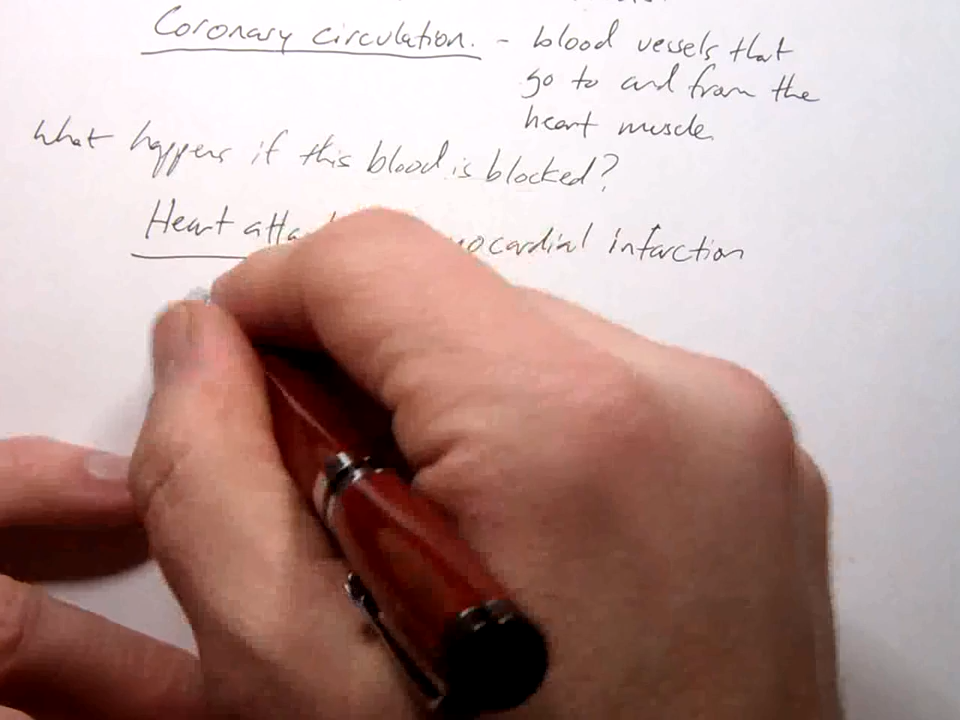 Coronary circulation. - blood vessels that
go to and from the
heart muscle
What happens if this blood is blocked?
Heart infarction